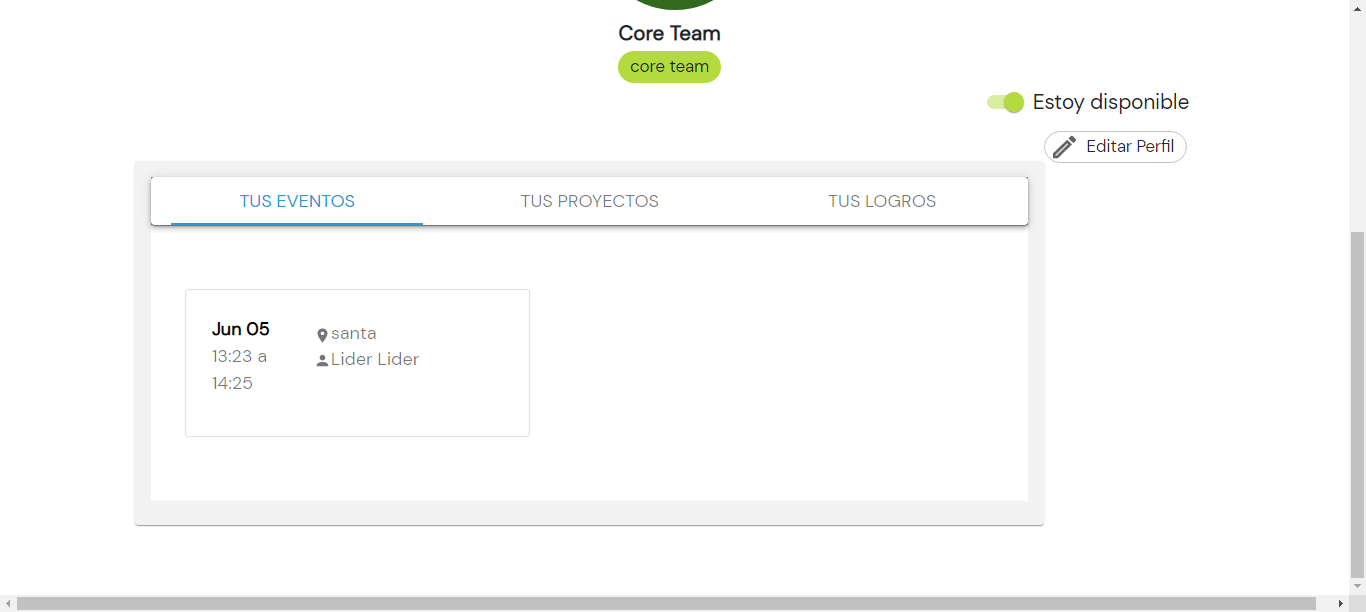 Core Team
core team
Estoy disponible
Editar Perfil
TUS EVENTOS
TUS PROYECTOS
TUS LOGROS
Jun 05
13:23 a
14:25
santa
Lider Lider